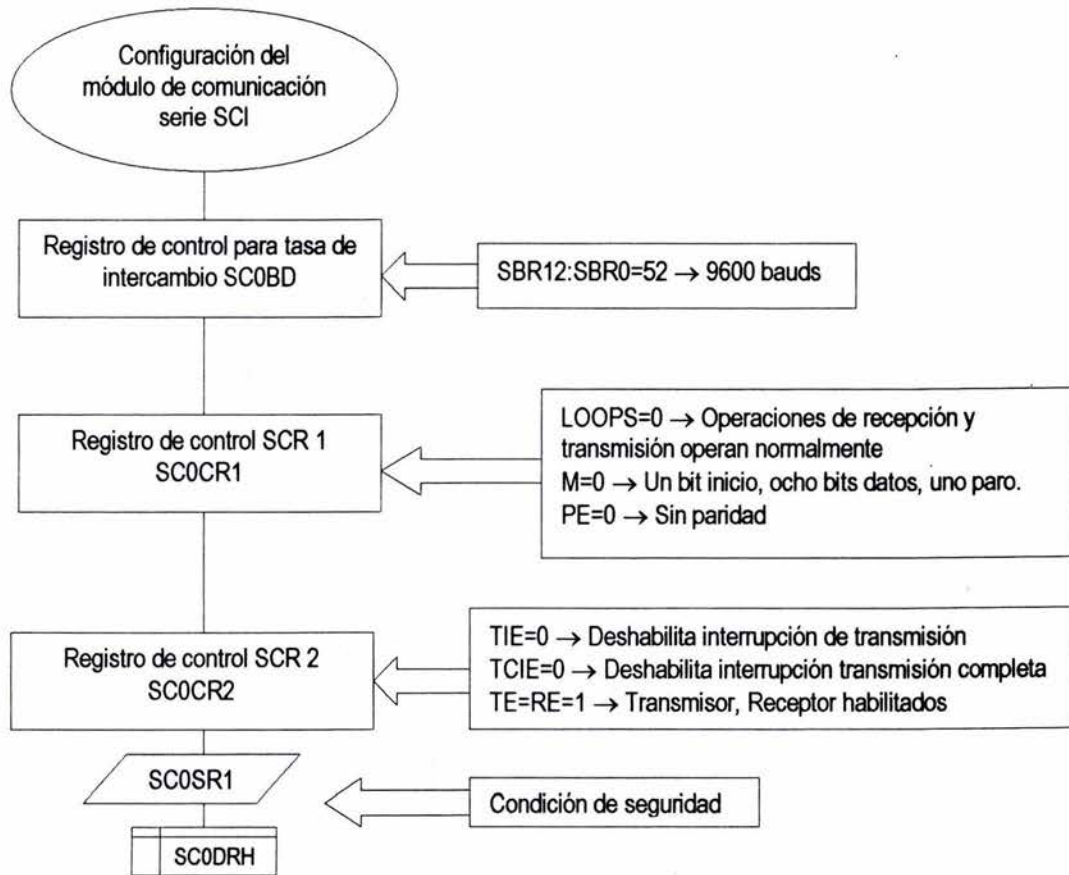 Configuración del
módulo de comunicación
serie SCI
Registro de control para tasa de
intercambio SC0BD
SBR12:SBR0=52 → 9600 bauds
Registro de control SCR 1
SC0CR1
LOOPS=0 → Operaciones de recepción y
transmisión operan normalmente
M=0 → Un bit inicio, ocho bits datos, uno paro.
PE=0 → Sin paridad
Registro de control SCR 2
SC0CR2
TIE=0 → Deshabilita interrupción de transmisión
TCIE=0 → Deshabilita interrupción transmisión completa
TE=RE=1 → Transmisor, Receptor habilitados
SC0SR1
Condición de seguridad
SC0DRH